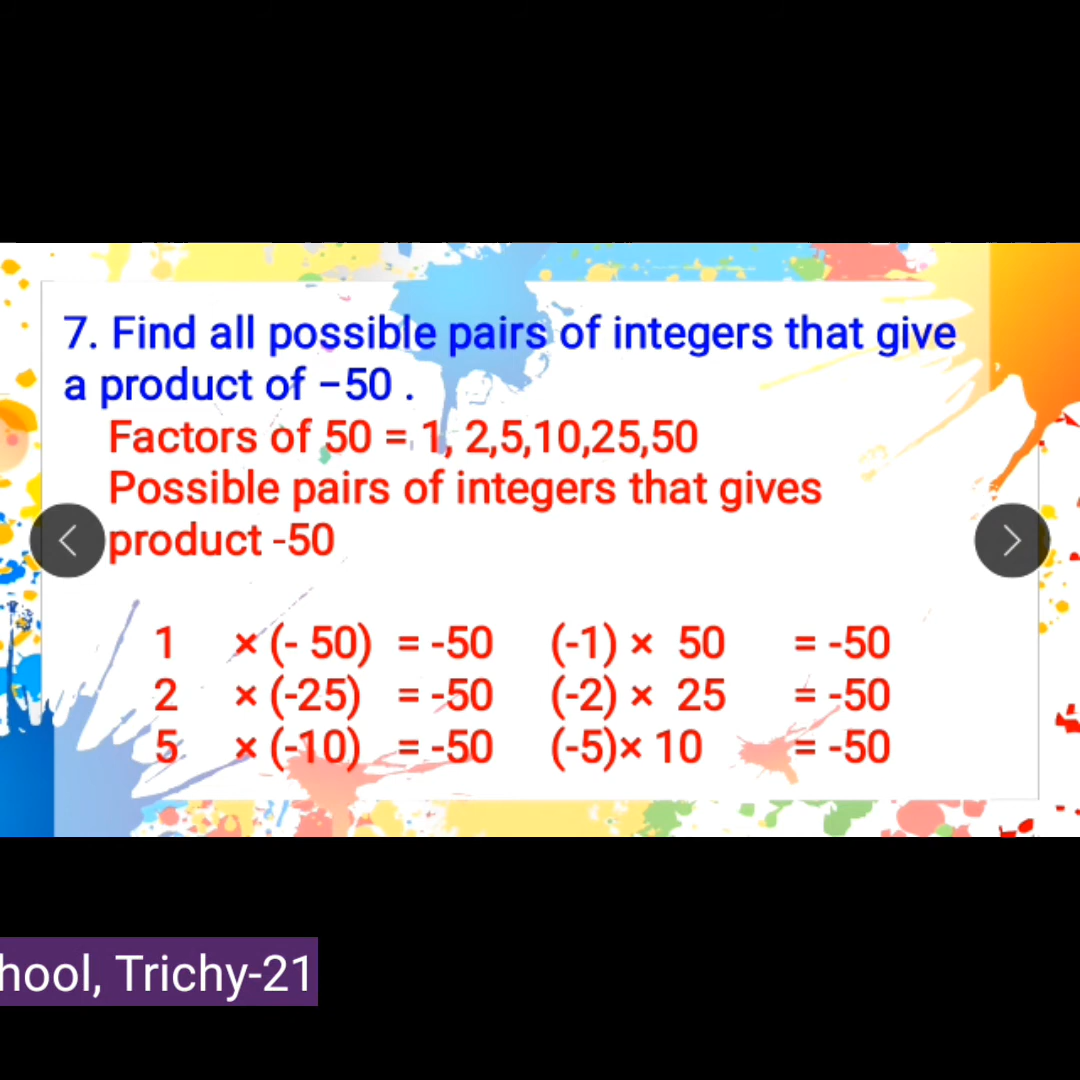 7. Find all possible pairs of integers that give
a product of −50 .
Factors of 50 = 1, 2,5,10,25,50
Possible pairs of integers that gives
product -50
1 × (- 50) = -50 (-1) × 50 = -50
2 × (-25) = -50 (-2) × 25 = -50
5 × (-10) = -50 (-5)× 10 = -50
hool, Trichy-21